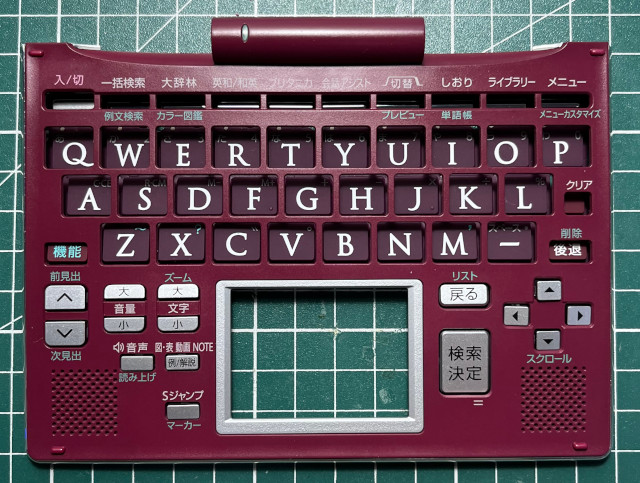 入/切 一括検索 大辞林 英和/和英 ブリタニカ 会話アシスト 切替 しおり ライブラリー メニュー
例文検索 カラー図鑑 プレビュー 単語帳 メニューカスタマイズ
Q W E R T Y U I O P
クリア
A S D F G H J K L
機能 Z X C V B N M ー 削除
後退
前見出 ズーム リスト
大 大 戻る
音量 文字
小 小
次見出 スクロール
音声 図・表 動画 NOTE 検索
決定
例/解説
読み上げ
Sジャンプ
=
マーカー